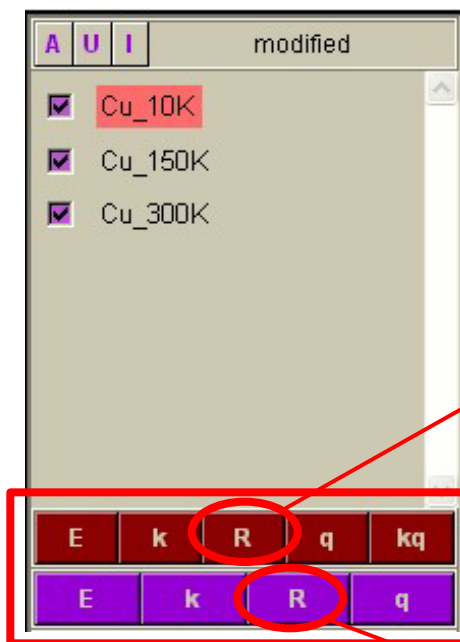 A U I modified
Cu_10K
Cu_150K
Cu_300K
E k R q kq
E k R q